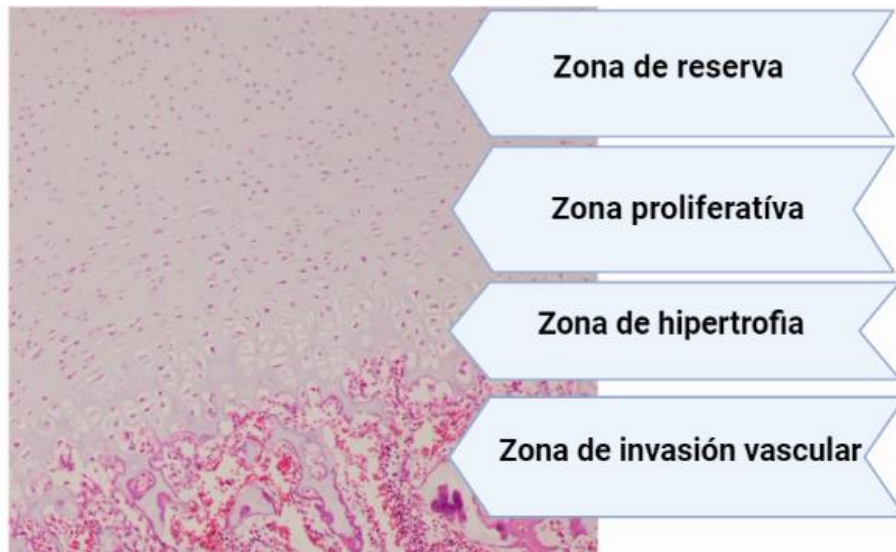 Zona de reserva
Zona proliferatíva
Zona de hipertrofia
Zona de invasión vascular